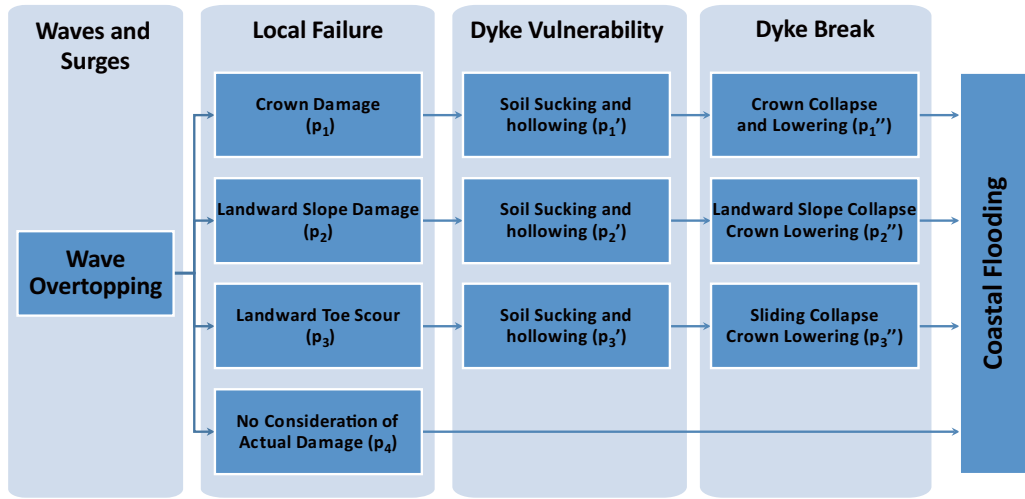 Waves and
Surges
Local Failure
Dyke Vulnerability
Dyke Break
Wave
Overtopping
Crown Damage
(p₁)
Soil Sucking and
hollowing (p₁’)
Crown Collapse
and Lowering (p₁’’)
Landward Slope Damage
(p₂)
Soil Sucking and
hollowing (p₂’)
Landward Slope Collapse
Crown Lowering (p₂’’)
Landward Toe Scour
(p₃)
Soil Sucking and
hollowing (p₃’)
Sliding Collapse
Crown Lowering (p₃’’)
No Consideration of
Actual Damage (p₄)
Coastal Flooding